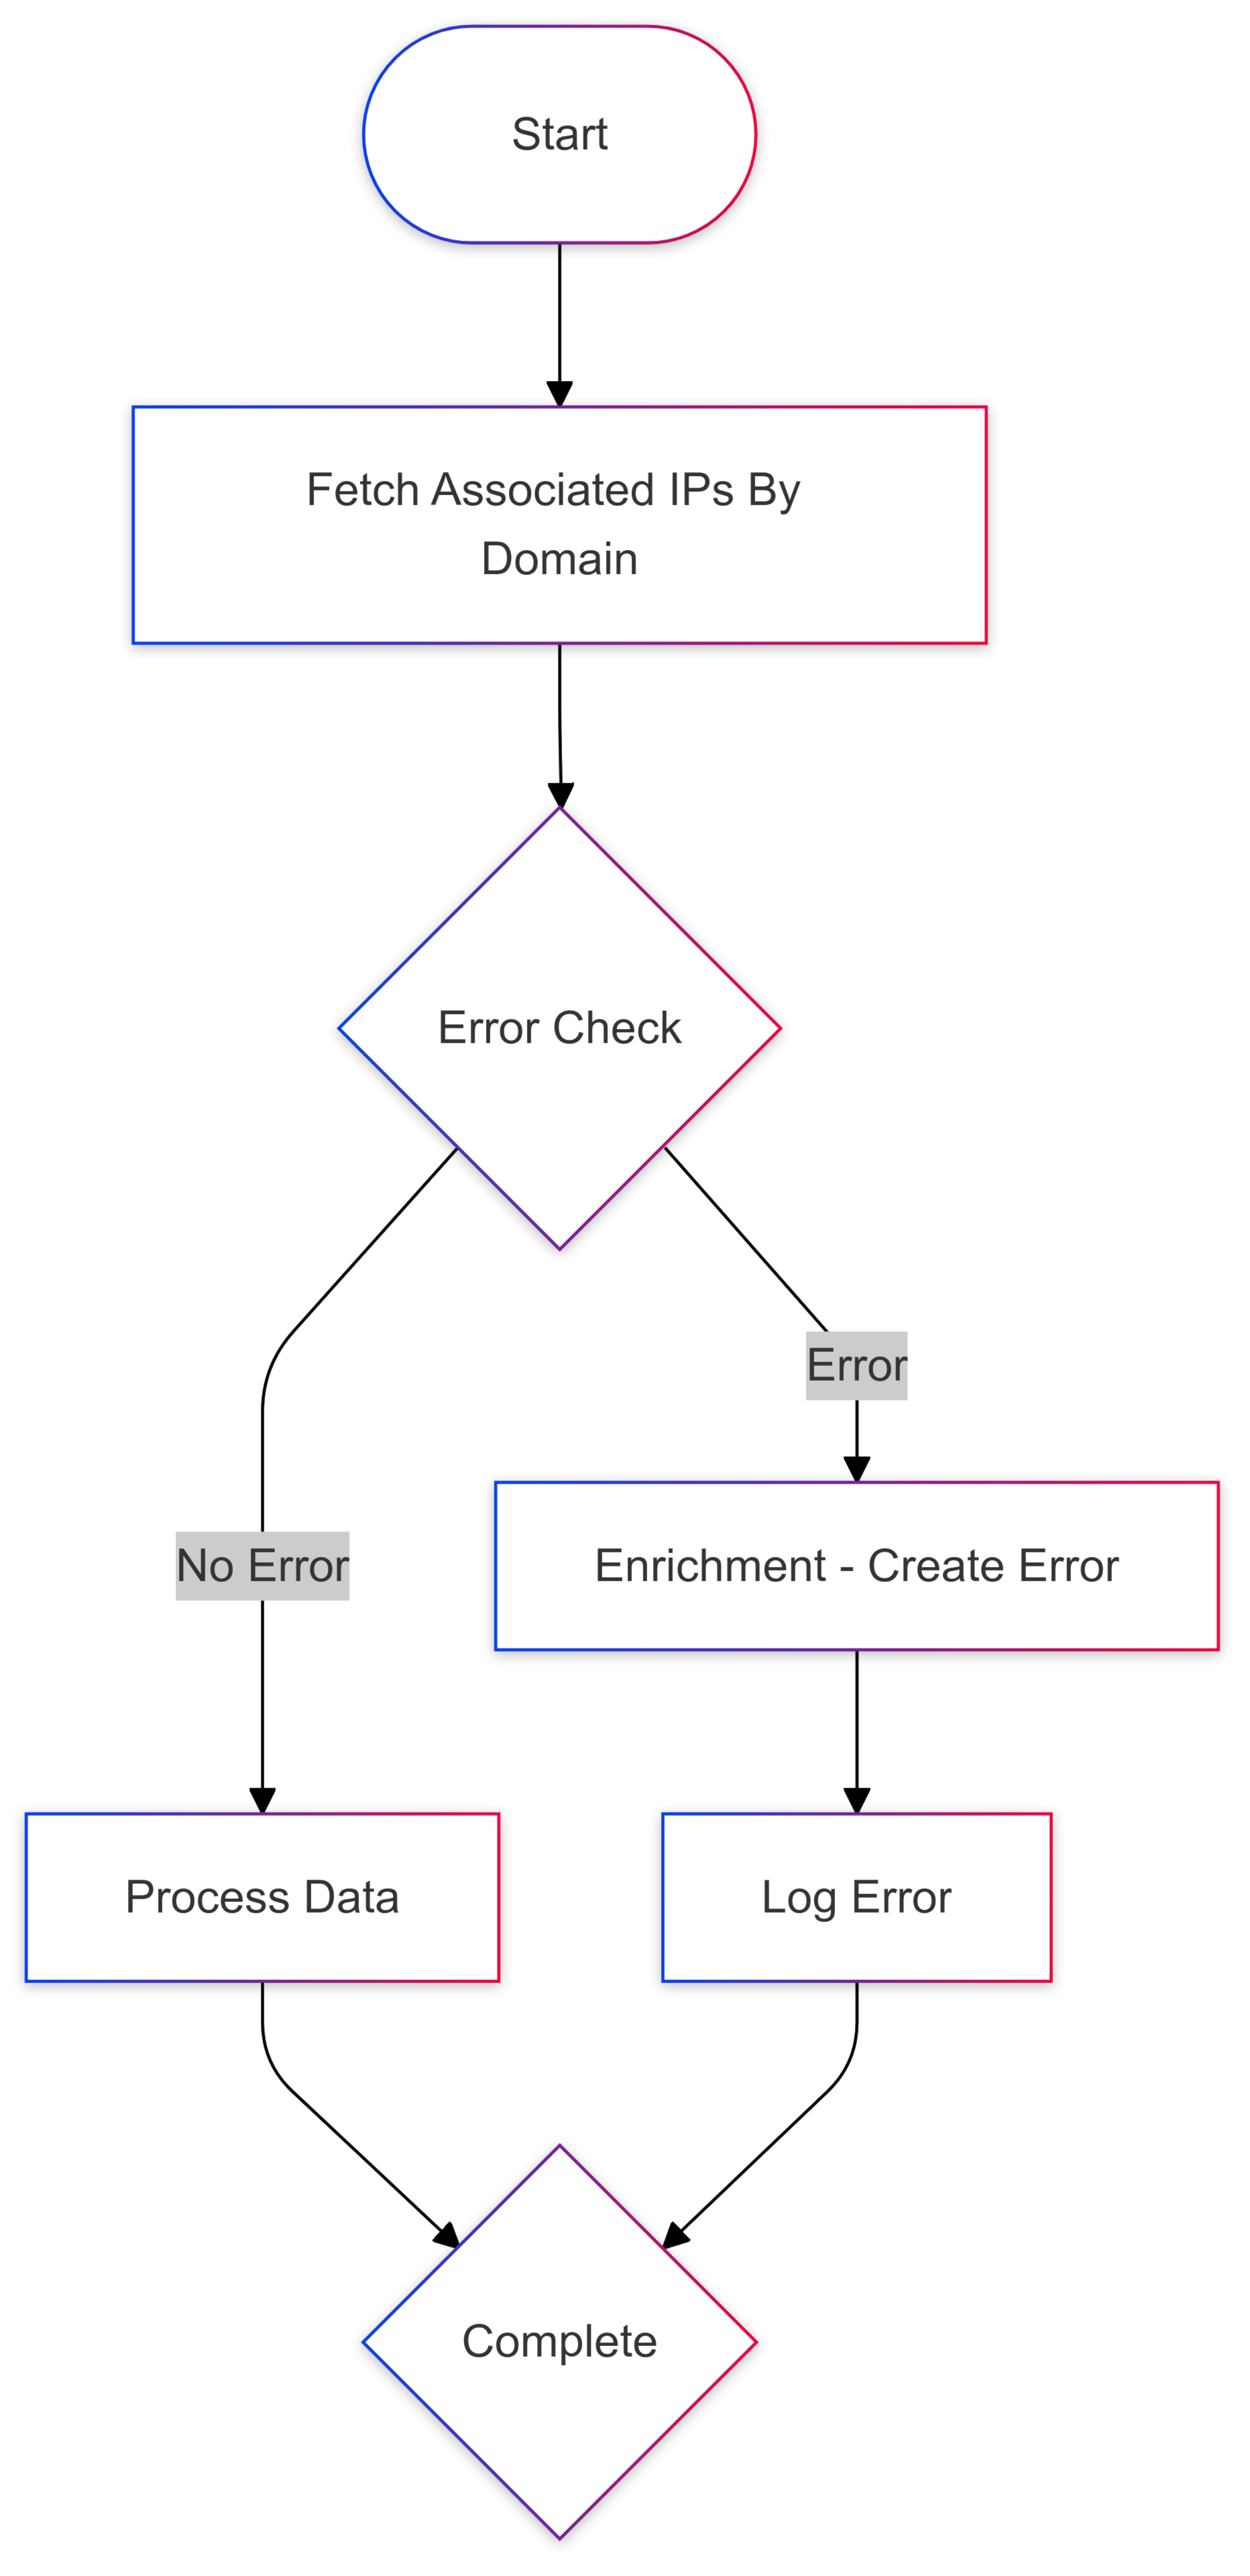 Start
Fetch Associated IPs By
Domain
Error Check
Error
No Error
Enrichment - Create Error
Process Data
Log Error
Complete